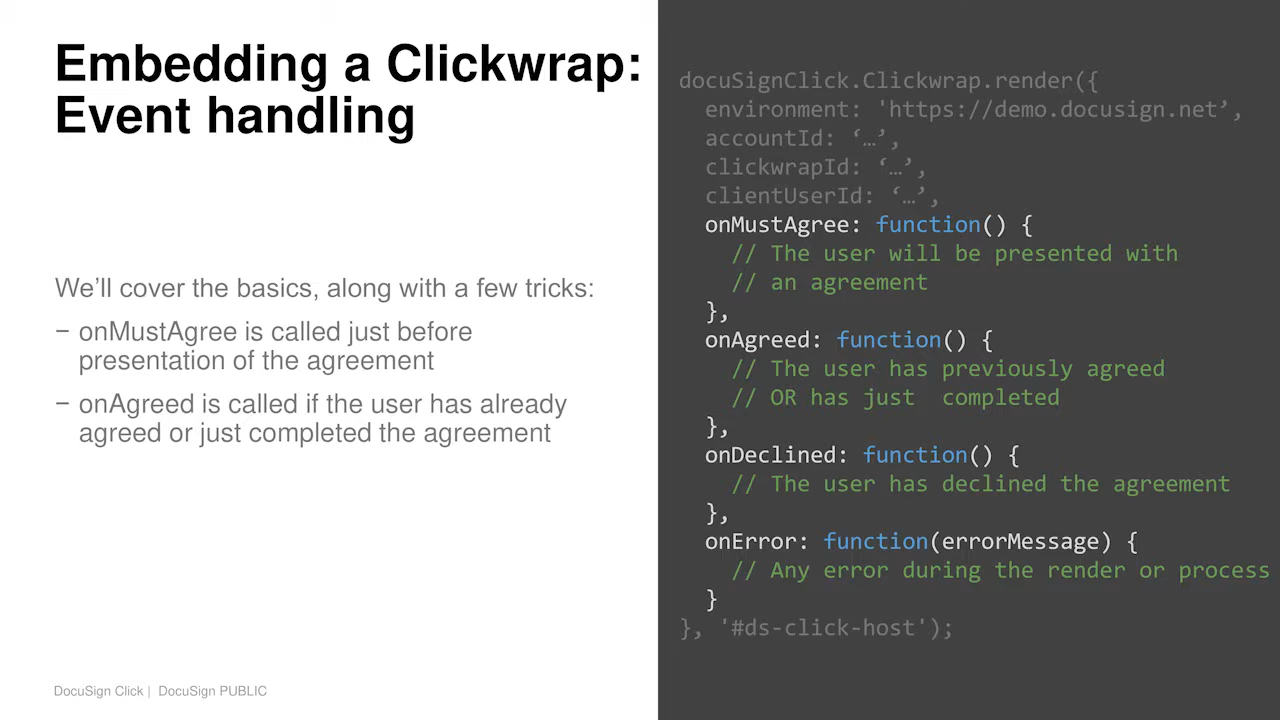 Embedding a Clickwrap:
Event handling
We’ll cover the basics, along with a few tricks:
− onMustAgree is called just before
presentation of the agreement
− onAgreed is called if the user has already
agreed or just completed the agreement
DocuSign Click | DocuSign PUBLIC
docuSignClick.Clickwrap.render({
environment: 'https://demo.docusign.net’,
accountId: ‘…’,
clickwrapId: ‘…’,
clientUserId: ‘…’,
onMustAgree: function() {
// The user will be presented with
// an agreement
},
onAgreed: function() {
// The user has previously agreed
// OR has just  completed
},
onDeclined: function() {
// The user has declined the agreement
},
onError: function(errorMessage) {
// Any error during the render or process
}
}, '#ds-click-host');